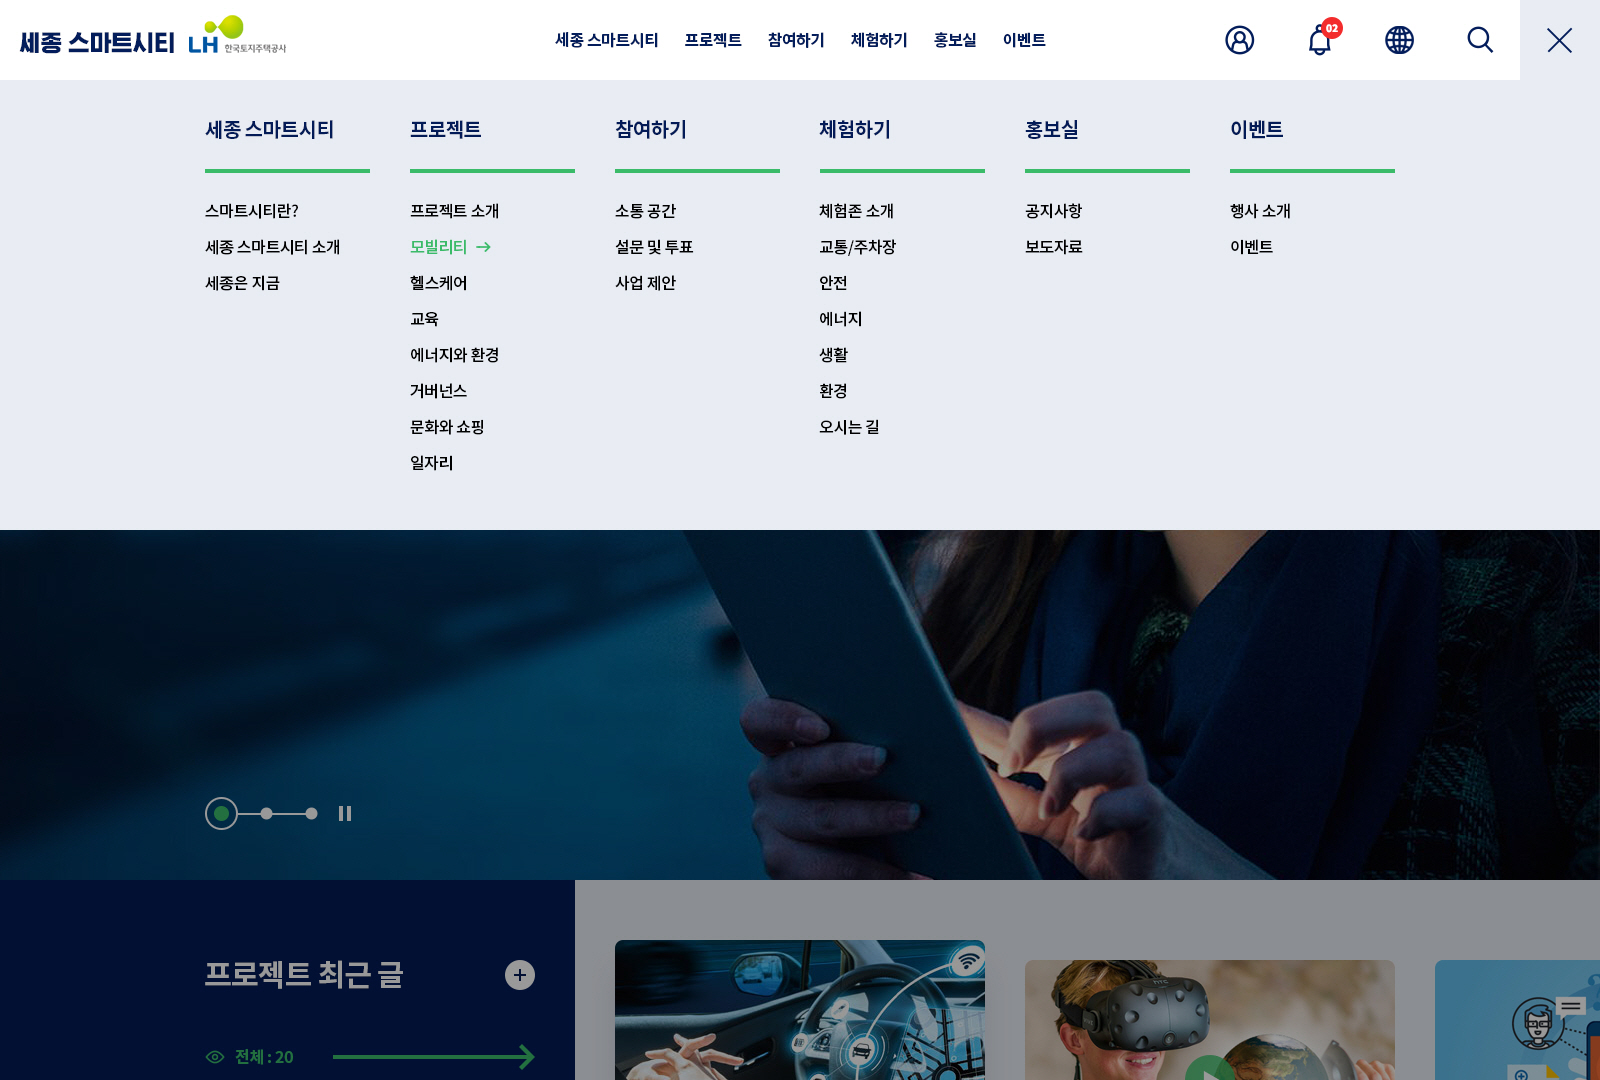 세종 스마트시티
LH 한국토지주택공사
세종 스마트시티 프로젝트 참여하기 체험하기 홍보실 이벤트
02
세종 스마트시티
스마트시티란?
세종 스마트시티 소개
세종은 지금
프로젝트
프로젝트 소개
모빌리티
헬스케어
교육
에너지와 환경
거버넌스
문화와 쇼핑
일자리
참여하기
소통 공간
설문 및 투표
사업 제안
체험하기
체험존 소개
교통/주차장
안전
에너지
생활
환경
오시는 길
홍보실
공지사항
보도자료
이벤트
행사 소개
이벤트
프로젝트 최근 글
전체 : 20